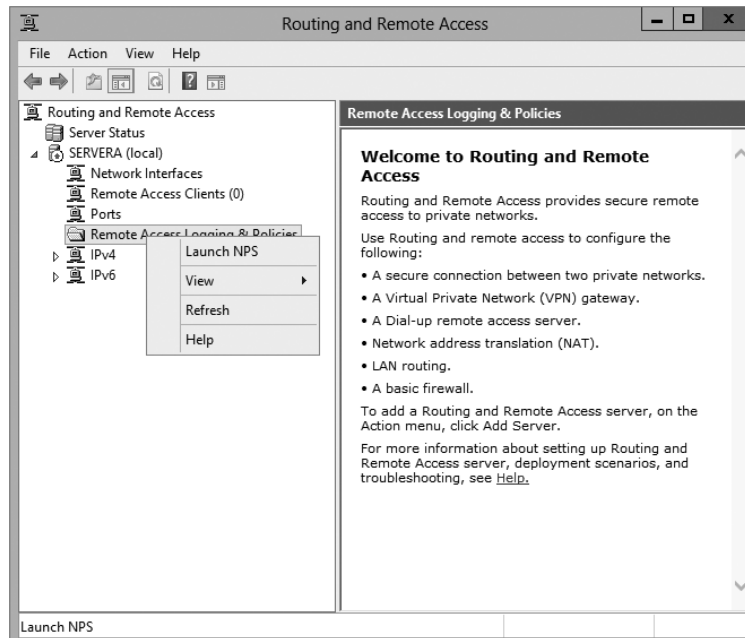 Routing and Remote Access
File Action View Help
Routing and Remote Access
Server Status
SERVERA (local)
Network Interfaces
Remote Access Clients (0)
Ports
Remote Access Logging & Policies
IPv4
IPv6
Launch NPS
View
Refresh
Help
Remote Access Logging & Policies
Welcome to Routing and Remote
Access
Routing and Remote Access provides secure remote
access to private networks.
Use Routing and remote access to configure the
following:
• A secure connection between two private networks.
• A Virtual Private Network (VPN) gateway.
• A Dial-up remote access server.
• Network address translation (NAT).
• LAN routing.
• A basic firewall.
To add a Routing and Remote Access server, on the
Action menu, click Add Server.
For more information about setting up Routing and
Remote Access server, deployment scenarios, and
troubleshooting, see Help.
Launch NPS